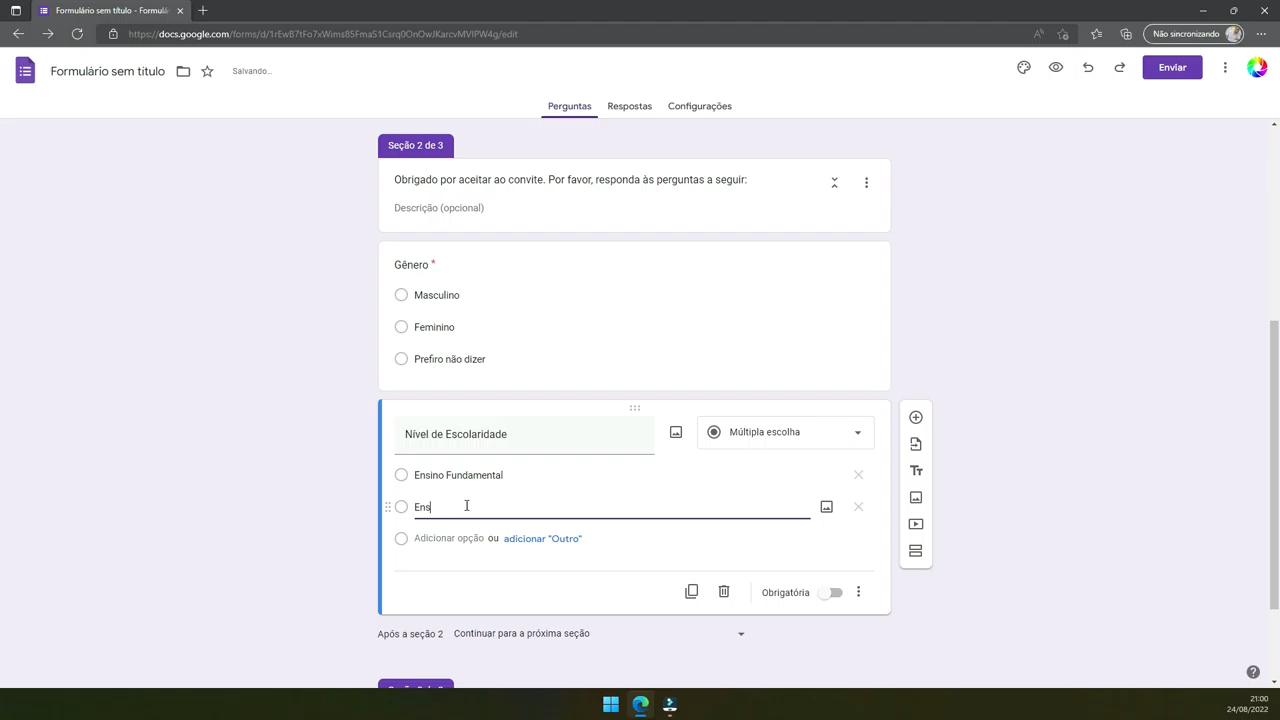 Formulário sem título - Formulá
https://docs.google.com/forms/d/1rEwB7tFo7xWims85FmaS1Csrq0OnOwJKarcvMVlPW4g/edit
Não sincronizando
Formulário sem título
Salvando...
Enviar
Perguntas
Respostas
Configurações
Seção 2 de 3
Obrigado por aceitar ao convite. Por favor, responda às perguntas a seguir:
Descrição (opcional)
Gênero *
Masculino
Feminino
Prefiro não dizer
Nível de Escolaridade
Múltipla escolha
Ensino Fundamental
Ens
Adicionar opção ou adicionar "Outro"
Obrigatória
Após a seção 2 Continuar para a próxima seção
21:00
24/08/2022